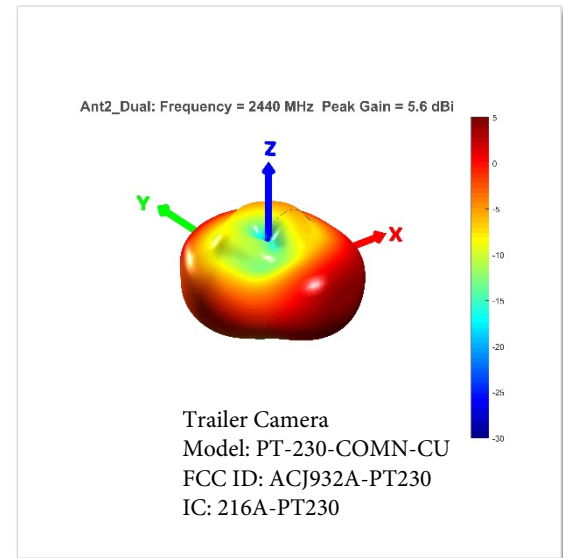 Ant2_Dual: Frequency = 2440 MHz Peak Gain = 5.6 dBi
Z
Y
X
5
0
-5
-10
-15
-20
-25
-30
Trailer Camera
Model: PT-230-COMN-CU
FCC ID: ACJ932A-PT230
IC: 216A-PT230